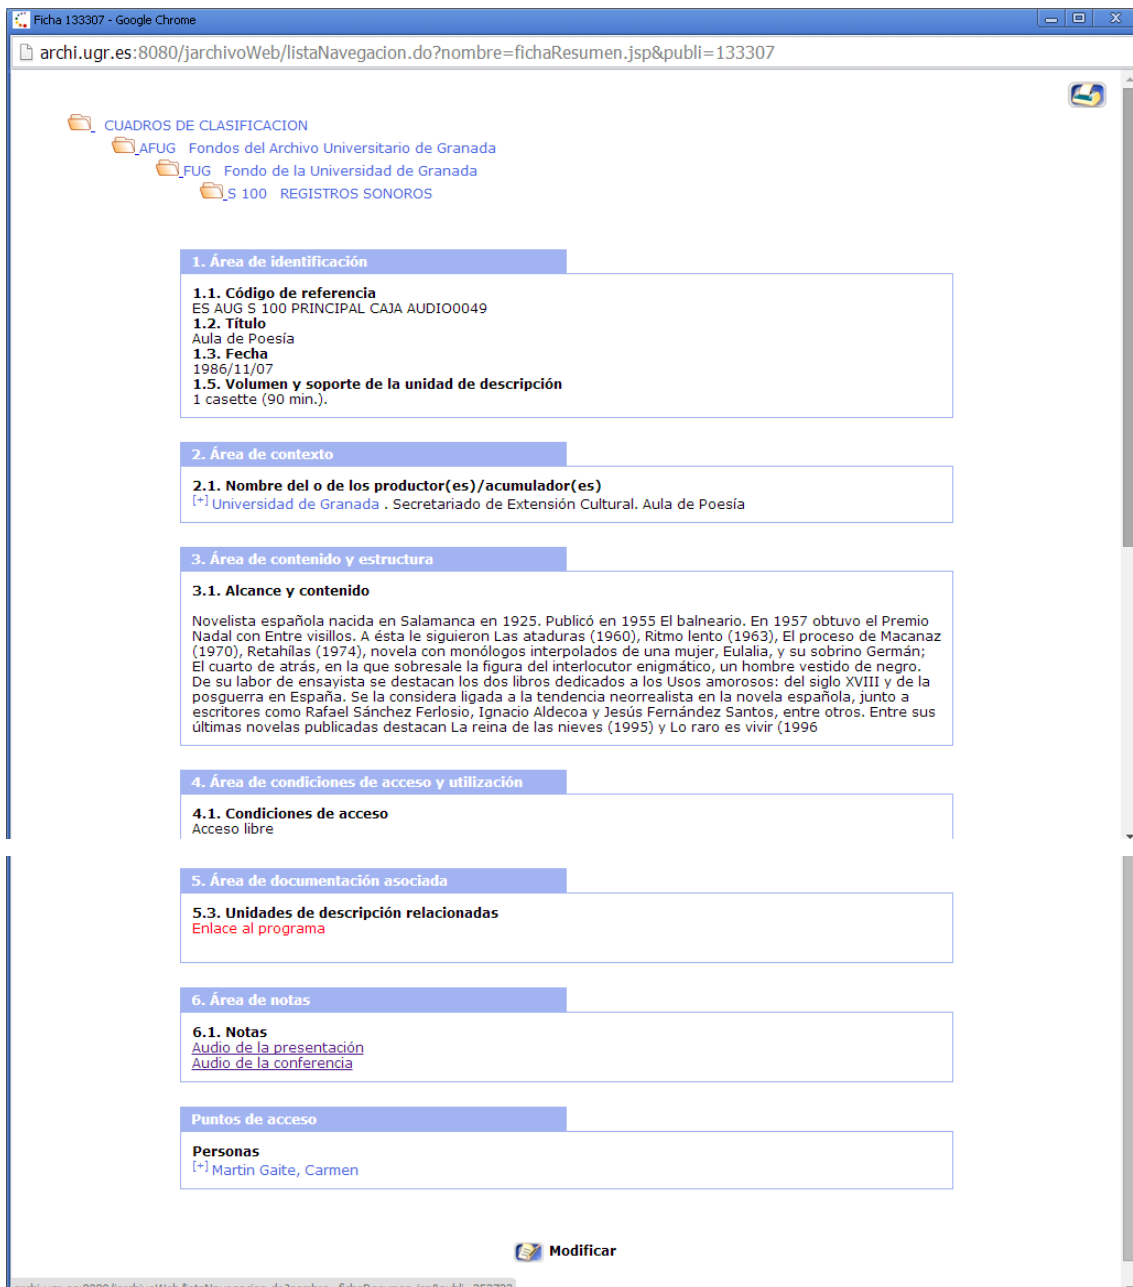 Ficha 133307 - Google Chrome
archi.ugr.es:8080/jarchivoWeb/listaNavegacion.do?nombre=fichaResumen.jsp&publi=133307
CUADROS DE CLASIFICACION
AFUG Fondos del Archivo Universitario de Granada
FUG Fondo de la Universidad de Granada
S 100 REGISTROS SONOROS
1. Área de identificación
1.1. Código de referencia
ES AUG S 100 PRINCIPAL CAJA AUDIO0049
1.2. Título
Aula de Poesía
1.3. Fecha
1986/11/07
1.5. Volumen y soporte de la unidad de descripción
1 casette (90 min.).
2. Área de contexto
2.1. Nombre del o de los productor(es)/acumulador(es)
[+] Universidad de Granada . Secretariado de Extensión Cultural. Aula de Poesía
3. Área de contenido y estructura
3.1. Alcance y contenido
Novelista española nacida en Salamanca en 1925. Publicó en 1955 El balneario. En 1957 obtuvo el Premio
Nadal con Entre visillos. A ésta le siguieron Las ataduras (1960), Ritmo lento (1963), El proceso de Macanaz
(1970), Retahílas (1974), novela con monólogos interpolados de una mujer, Eulalia, y su sobrino Germán;
El cuarto de atrás, en la que sobresale la figura del interlocutor enigmático, un hombre vestido de negro.
De su labor de ensayista se destacan los dos libros dedicados a los Usos amorosos: del siglo XVIII y de la
posguerra en España. Se la considera ligada a la tendencia neorrealista en la novela española, junto a
escritores como Rafael Sánchez Ferlosio, Ignacio Aldecoa y Jesús Fernández Santos, entre otros. Entre sus
últimas novelas publicadas destacan La reina de las nieves (1995) y Lo raro es vivir (1996
4. Área de condiciones de acceso y utilización
4.1. Condiciones de acceso
Acceso libre
5. Área de documentación asociada
5.3. Unidades de descripción relacionadas
Enlace al programa
6. Área de notas
6.1. Notas
Audio de la presentación
Audio de la conferencia
Puntos de acceso
Personas
[+] Martin Gaite, Carmen
Modificar